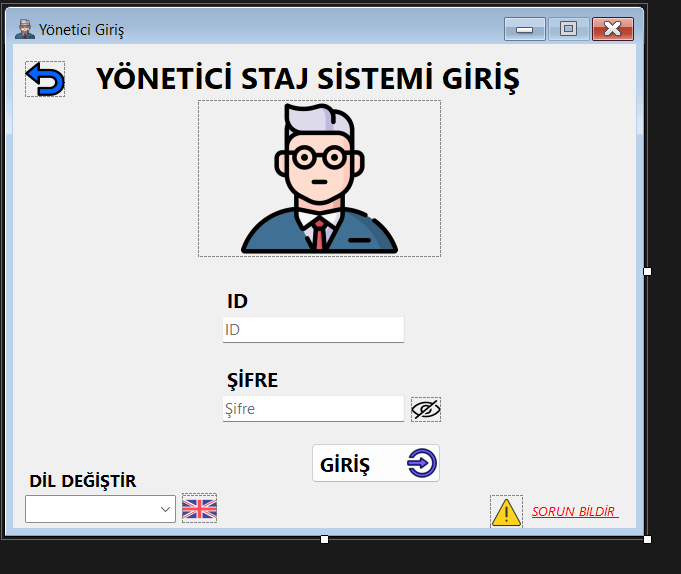 Yönetici Giriş
YÖNETİCİ STAJ SİSTEMİ GİRİŞ
ID
ID
ŞİFRE
Şifre
GİRİŞ
DİL DEĞİŞTİR
SORUN BİLDİR